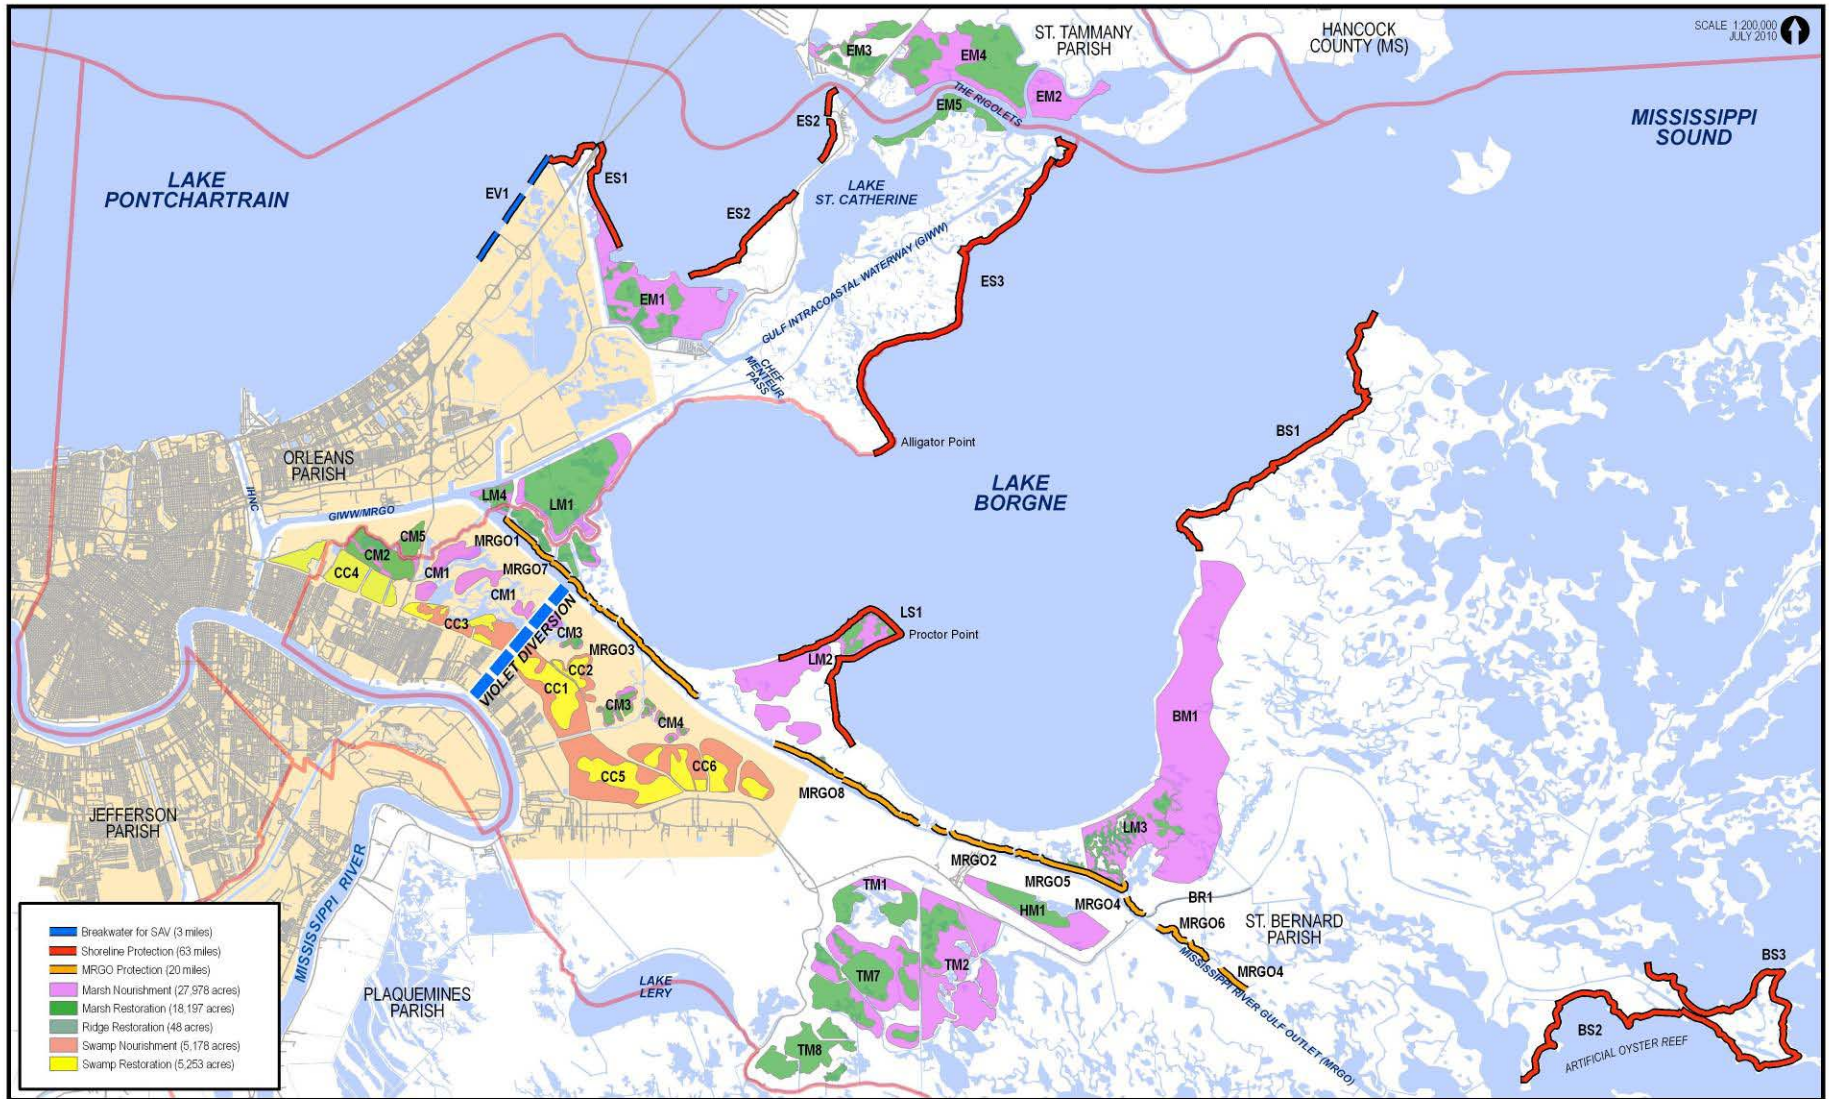 SCALE 1:200,000
JULY 2010
ST. TAMMANY
PARISH
HANCOCK
COUNTY (MS)
EM3
EM4
EM2
EM5
THE RIGOLETS
MISSISSIPPI
SOUND
ES2
LAKE
PONTCHARTRAIN
EV1
ES1
LAKE
ST. CATHERINE
ES2
GULF INTRACOASTAL WATERWAY (GIWW)
ES3
EM1
CHEF
MENTEUR
PASS
BS1
Alligator Point
ORLEANS
PARISH
LAKE
BORGNE
IHNC
GIWW/MRGO
LM4
LM1
CM5
CM2
MRGO1
CC4
CM1
MRGO7
CM1
LS1
CC3
CM3
Proctor Point
VIOLET DIVERSION
MRGO3
LM2
CC2
CC1
CM3
CM4
BM1
CC5
CC6
MRGO8
JEFFERSON
PARISH
LM3
MISSISSIPPI RIVER
MRGO2
TM1
MRGO5
HM1
MRGO4
BR1
MRGO6
ST. BERNARD
PARISH
TM7
TM2
MRGO4
MISSISSIPPI RIVER GULF OUTLET (MRGO)
BS3
LAKE
LERY
PLAQUEMINES
PARISH
BS2
TM8
ARTIFICIAL OYSTER REEF
Breakwater for SAV (3 miles)
Shoreline Protection (63 miles)
MRGO Protection (20 miles)
Marsh Nourishment (27,978 acres)
Marsh Restoration (18,197 acres)
Ridge Restoration (48 acres)
Swamp Nourishment (5,178 acres)
Swamp Restoration (5,253 acres)